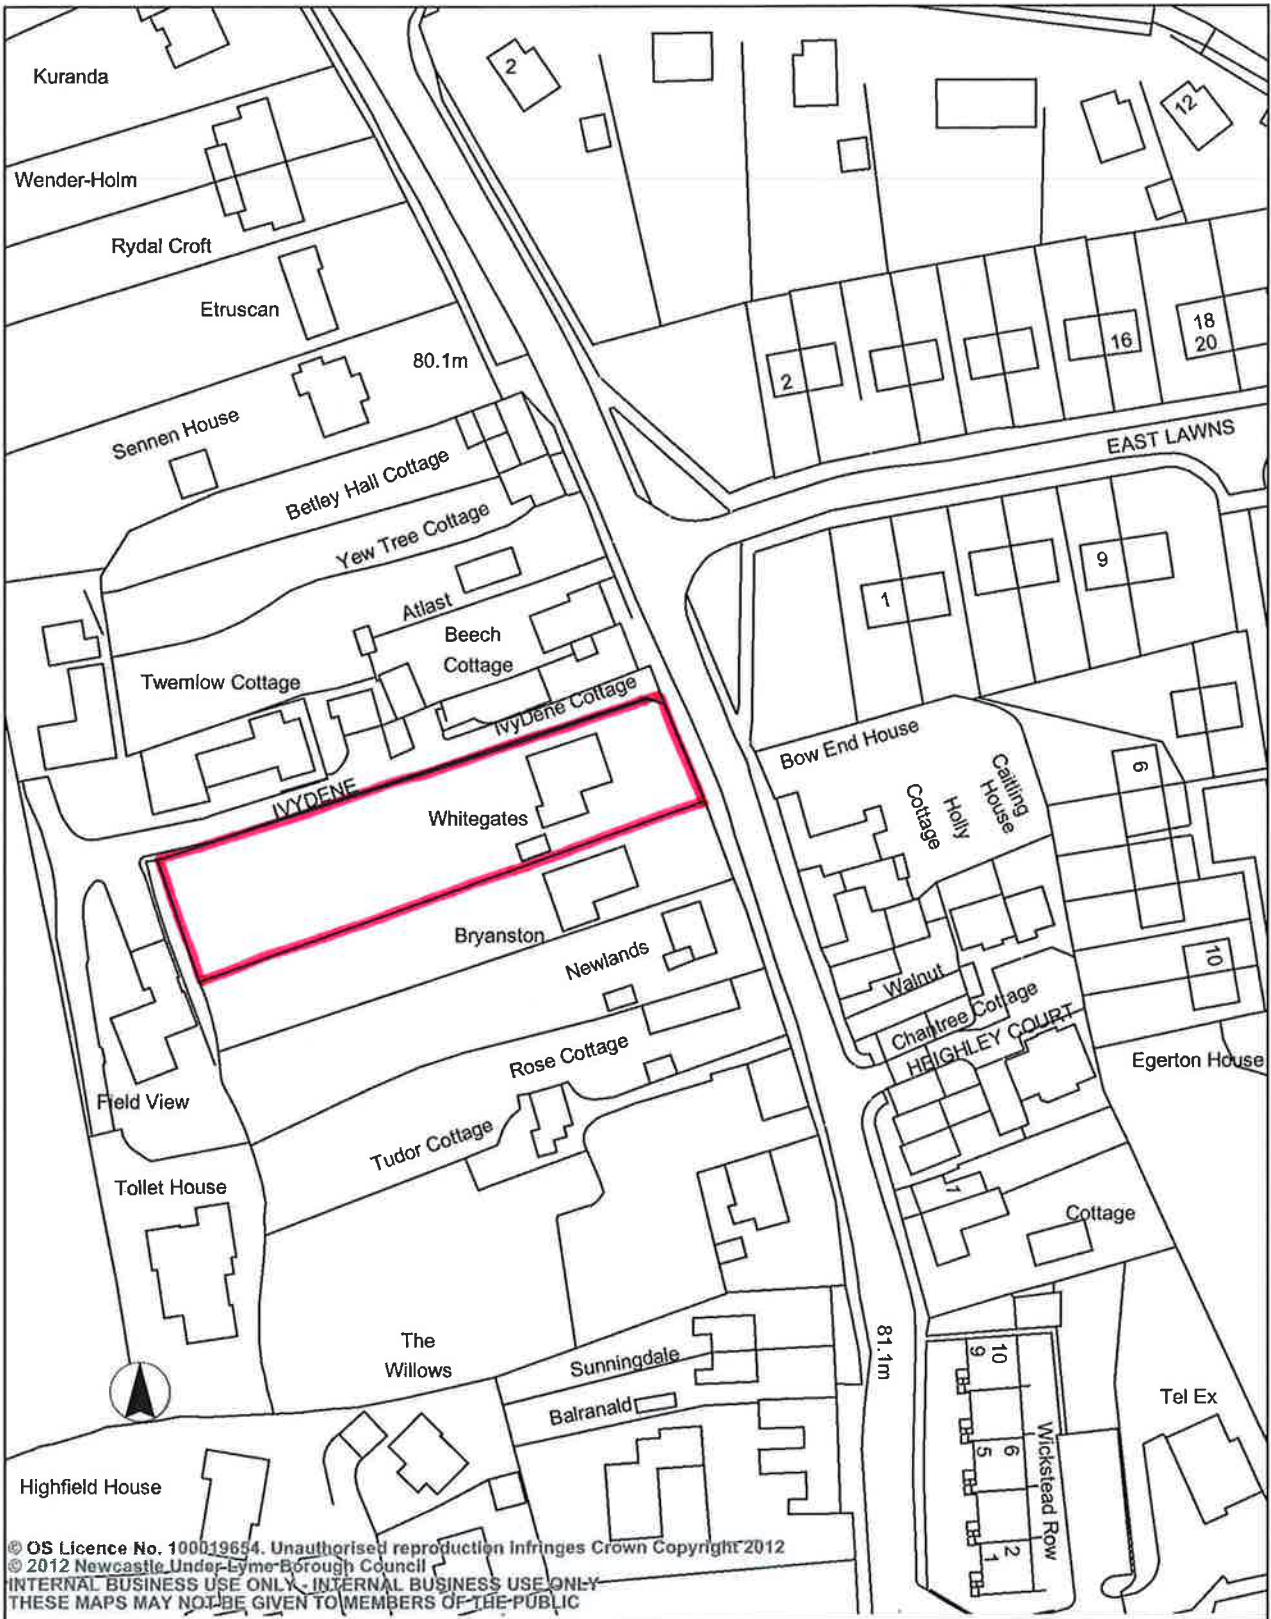 Kuranda
2
12
Wender-Holm
Rydal Croft
Etruscan
80.1m
2
16
18
20
Sennen House
EAST LAWNS
Betley Hall Cottage
Yew Tree Cottage
9
1
Atlast
Beech
Cottage
Twemlow Cottage
IvyDene Cottage
Bow End House
Caitling
House
Holly
Cottage
6
IVYDENE
Whitegates
Bryanston
Newlands
10
Walnut
Chantree Cottage
HEIGHLEY COURT
Rose Cottage
Egerton House
Field View
Tudor Cottage
Tollet House
7
Cottage
The
Willows
81.1m
Sunningdale
10
9
Balranald
Tel Ex
Wickstead Row
6
5
2
1
Highfield House
© OS Licence No. 100019654. Unauthorised reproduction infringes Crown Copyright 2012
© 2012 Newcastle Under Lyme Borough Council
INTERNAL BUSINESS USE ONLY - INTERNAL BUSINESS USE ONLY
THESE MAPS MAY NOT BE GIVEN TO MEMBERS OF THE PUBLIC